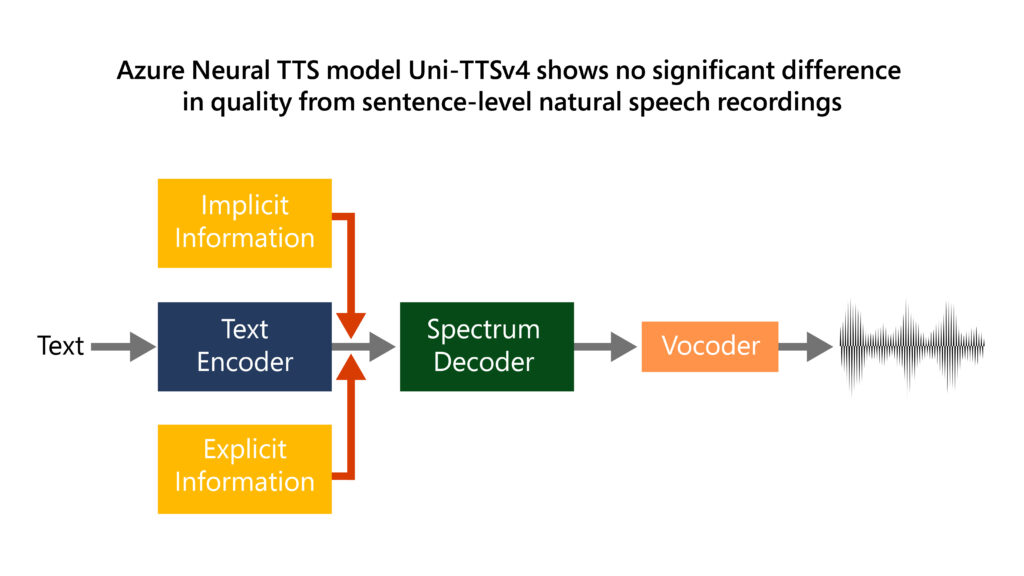 Azure Neural TTS model Uni-TTSv4 shows no significant difference
in quality from sentence-level natural speech recordings
Implicit
Information
Text
Text
Encoder
Spectrum
Decoder
Vocoder
Explicit
Information